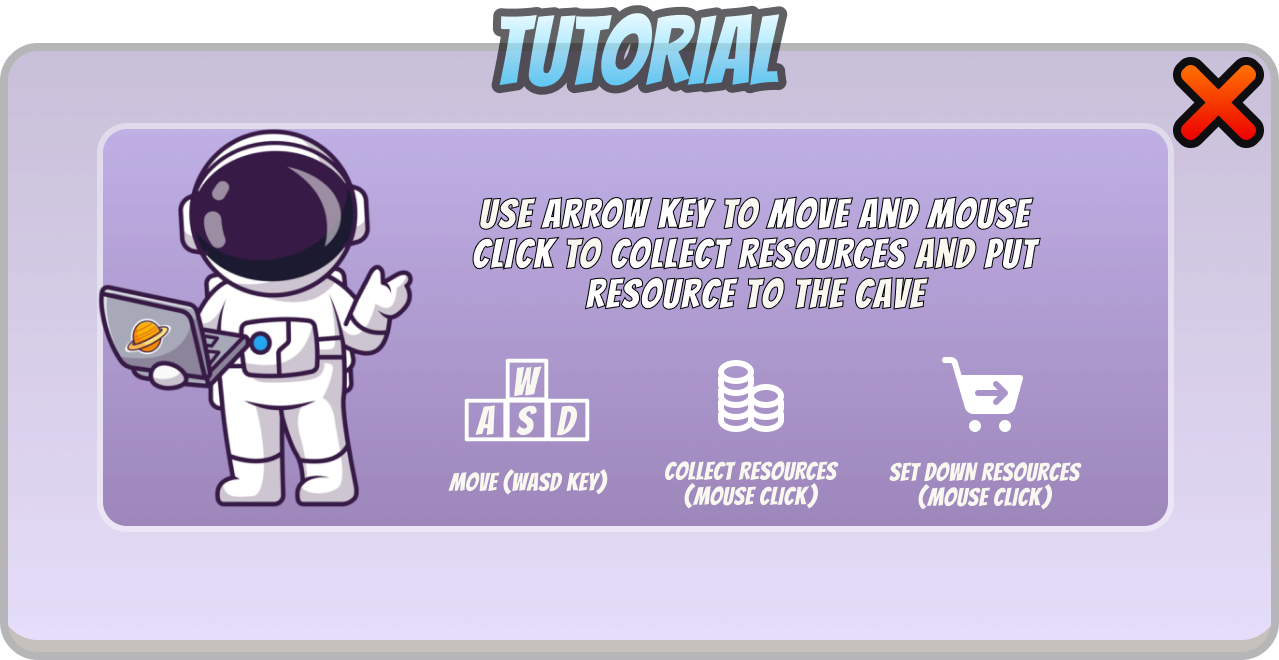 TUTORIAL
USE ARROW KEY TO MOVE AND MOUSE
CLICK TO COLLECT RESOURCES AND PUT
RESOURCE TO THE CAVE
W
A S D
MOVE (WASD KEY)
COLLECT RESOURCES
(MOUSE CLICK)
SET DOWN RESOURCES
(MOUSE CLICK)